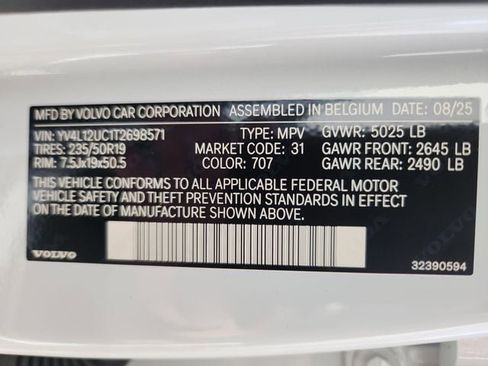 MFD BY VOLVO CAR CORPORATION ASSEMBLED IN BELGIUM DATE: 08/25
VIN: YV4L12UC1T2698571 TYPE: MPV GVWR: 5025 LB
TIRES: 235/50R19 MARKET CODE: 31 GAWR FRONT: 2645 LB
RIM: 7.5Jx19x50.5 COLOR: 707 GAWR REAR: 2490 LB
THIS VEHICLE CONFORMS TO ALL APPLICABLE FEDERAL MOTOR
VEHICLE SAFETY AND THEFT PREVENTION STANDARDS IN EFFECT
ON THE DATE OF MANUFACTURE SHOWN ABOVE.
VOLVO 32390594